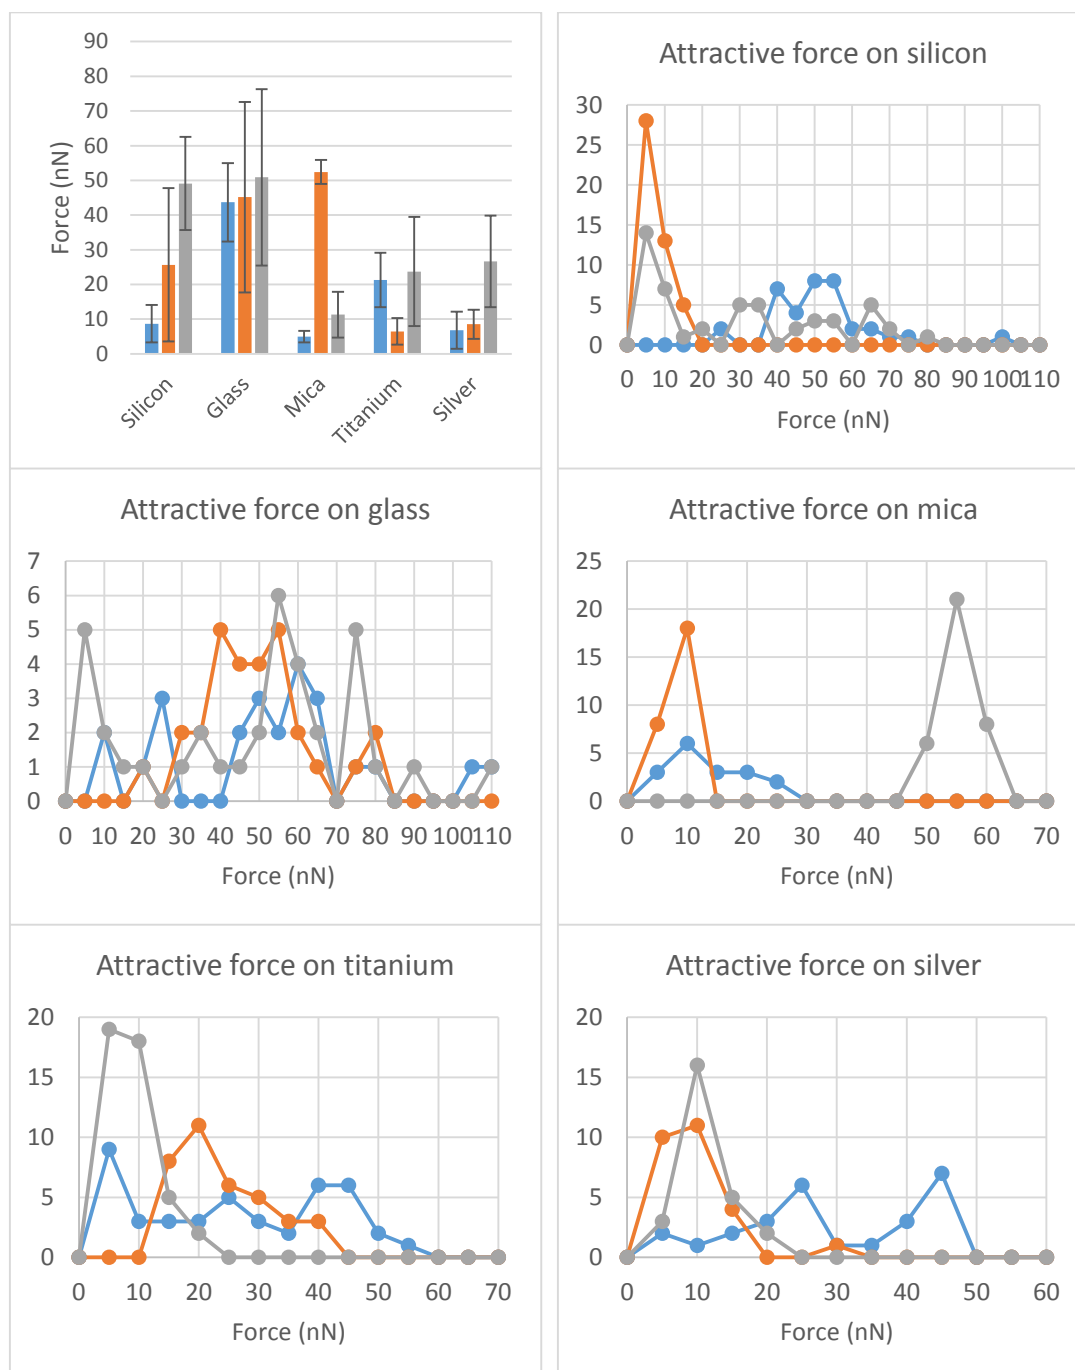 90
80
70
60
50
40
30
20
10
0
Force (nN)
Silicon
Glass
Mica
Titanium
Silver
Attractive force on silicon
30
25
20
15
10
5
0
0 10 20 30 40 50 60 70 80 90 100 110
Force (nN)
Attractive force on glass
7
6
5
4
3
2
1
0
0 10 20 30 40 50 60 70 80 90 100 110
Force (nN)
Attractive force on mica
25
20
15
10
5
0
0 10 20 30 40 50 60 70
Force (nN)
Attractive force on titanium
20
15
10
5
0
0 10 20 30 40 50 60 70
Force (nN)
Attractive force on silver
20
15
10
5
0
0 10 20 30 40 50 60
Force (nN)